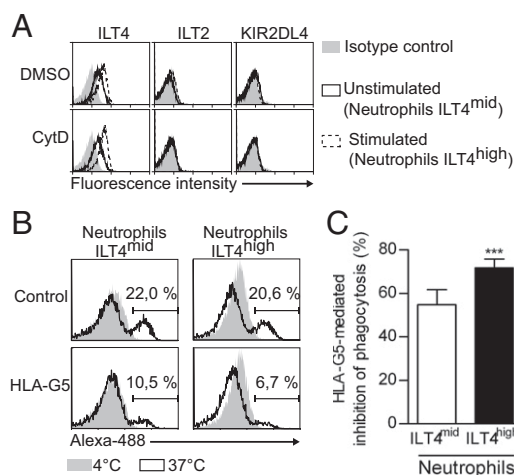 A
ILT4 ILT2 KIR2DL4
DMSO
CytD
Fluorescence intensity
Isotype control
Unstimulated
(Neutrophils ILT4mid)
Stimulated
(Neutrophils ILT4high)
B
Neutrophils Neutrophils
ILT4mid ILT4high
Control
22,0 % 20,6 %
HLA-G5
10,5 % 6,7 %
Alexa-488
4°C 37°C
C
HLA-G5-mediated
inhibition of phagocytosis (%)
80
60
40
20
0
***
ILT4mid ILT4high
Neutrophils